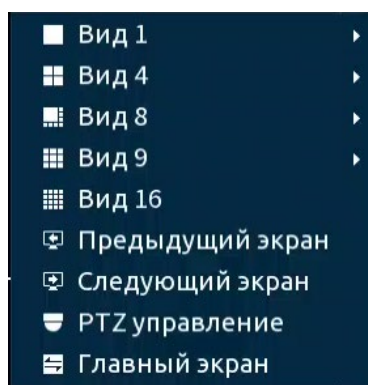 Вид 1
Вид 4
Вид 8
Вид 9
Вид 16
Предыдущий экран
Следующий экран
PTZ управление
Главный экран